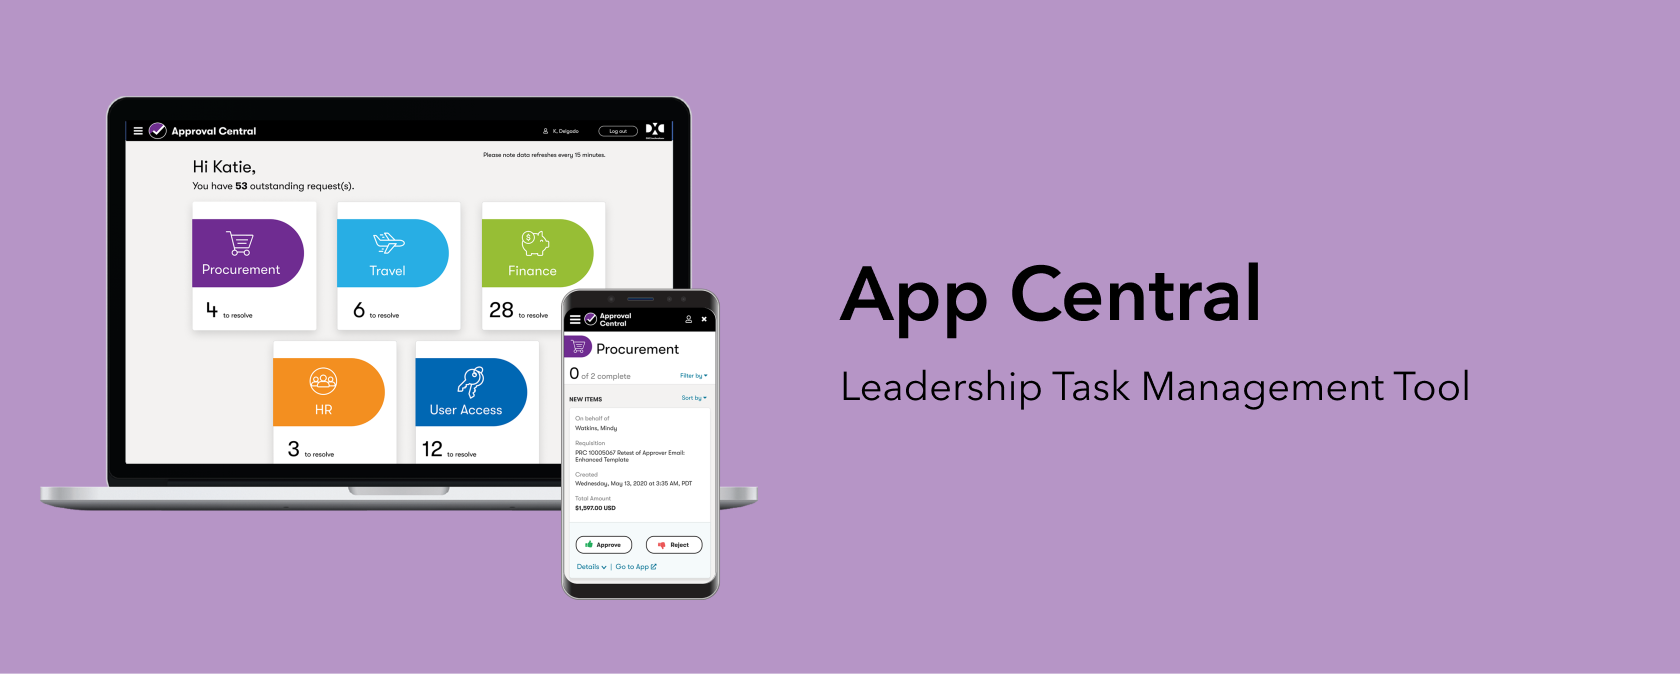 Approval Central
K, Delgado
Log out
DXC
Please note data refreshes every 15 minutes.
Hi Katie,
You have 53 outstanding request(s).
Procurement
4 to resolve
Travel
6 to resolve
Finance
28 to resolve
HR
3 to resolve
User Access
12 to resolve
Approval
Central
Procurement
0 of 2 complete
Filter by
NEW ITEMS
Sort by
On behalf of
Watkins, Mindy
Requisition
PRC 10005067 Retest of Approver Email:
Enhanced Template
Created
Wednesday, May 13, 2020 at 3:35 AM, PDT
Total Amount
$1,597.00 USD
Approve
Reject
Details | Go to App
App Central
Leadership Task Management Tool